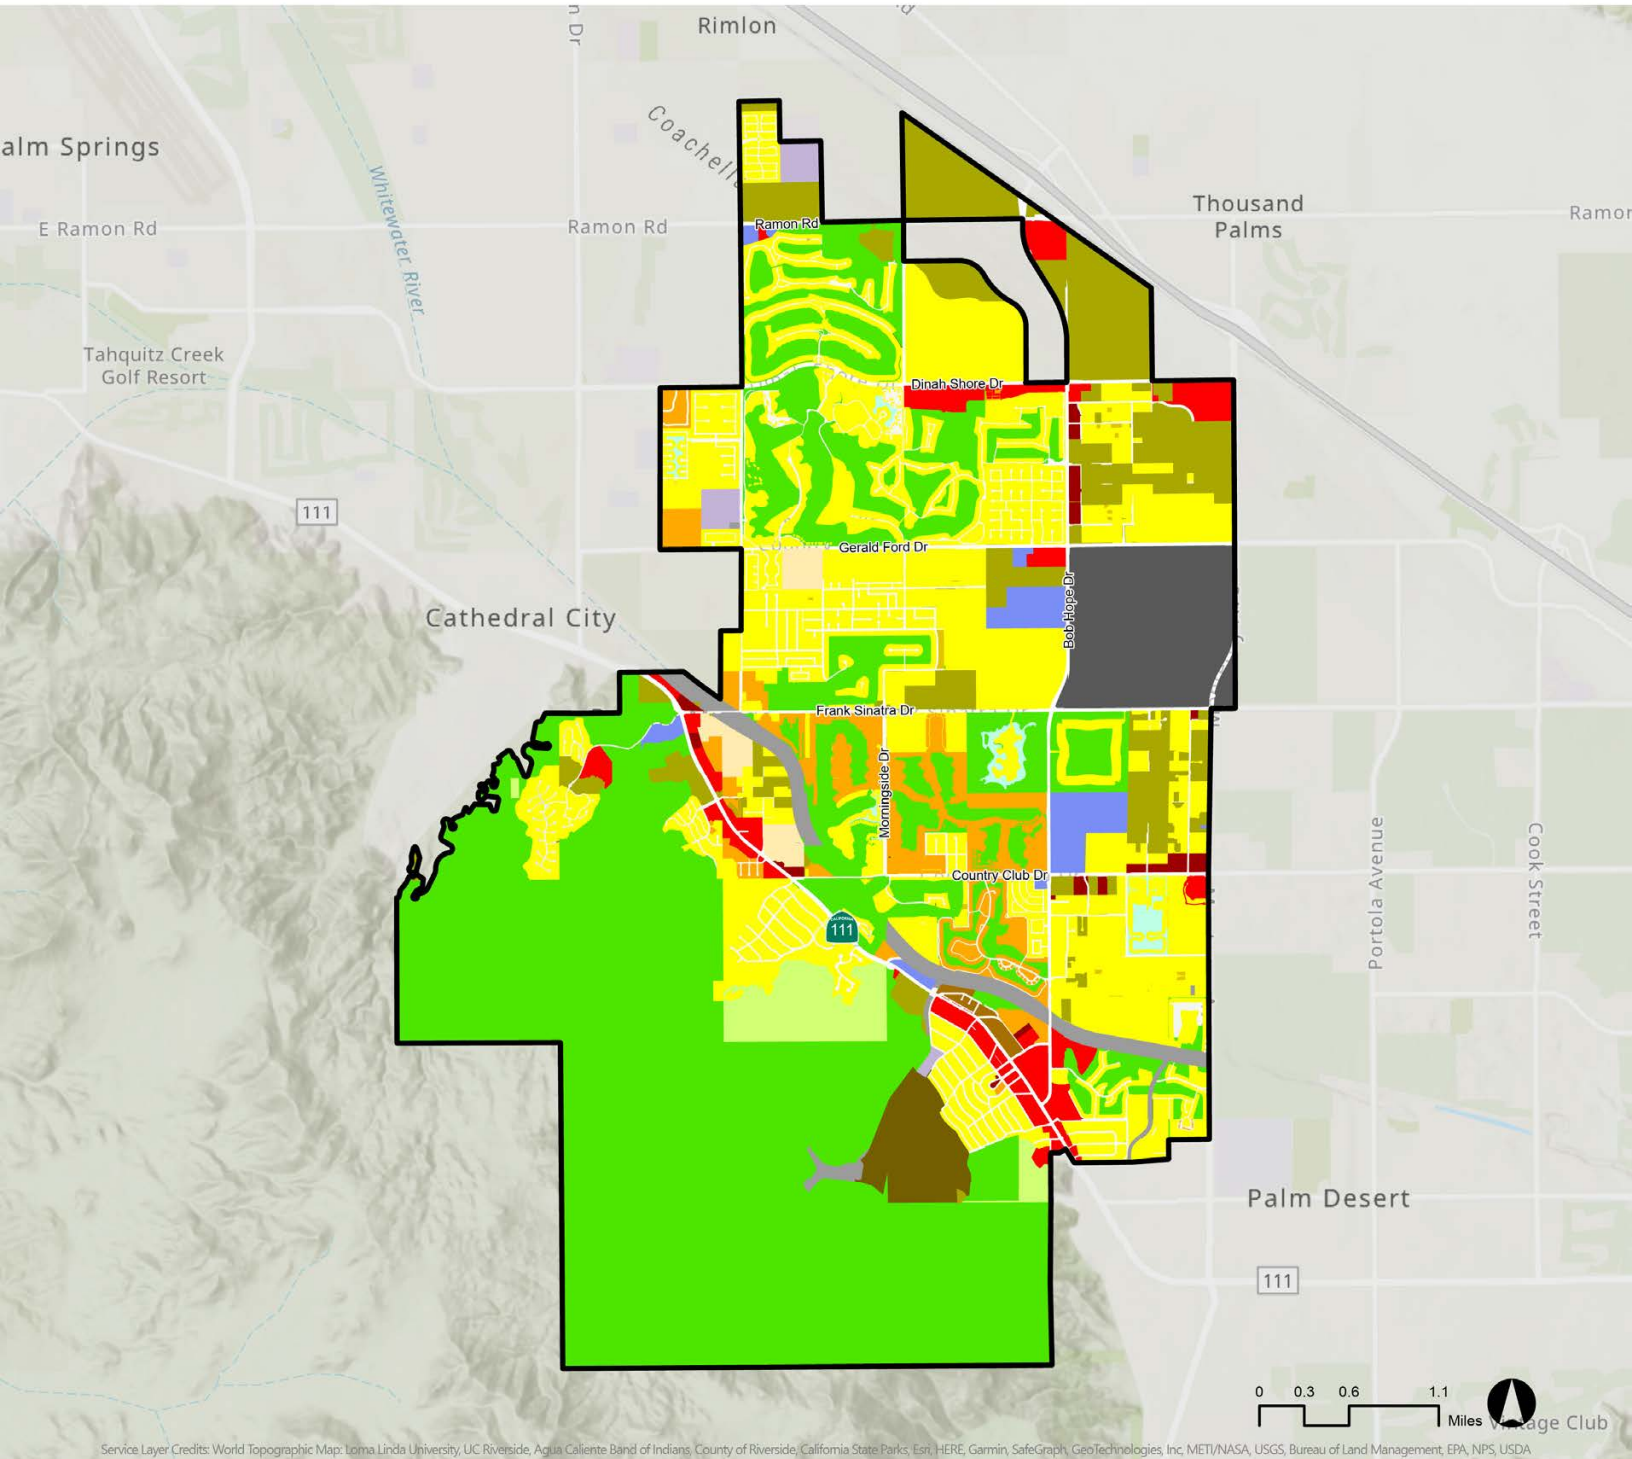 Rimlon
Coachell
alm Springs
Whitewater River
Thousand
Palms
E Ramon Rd
Ramon Rd
Ramon Rd
Ramon
Tahquitz Creek
Golf Resort
Dinah Shore Dr
111
Gerald Ford Dr
Cathedral City
Bob Hope Dr
Frank Sinatra Dr
Morningside Dr
Portola Avenue
Cook Street
Country Club Dr
CALIFORNIA
111
Palm Desert
111
0 0.3 0.6 1.1
Miles
Vintage Club
Service Layer Credits: World Topographic Map: Loma Linda University, UC Riverside, Agua Caliente Band of Indians, County of Riverside, California State Parks, Esri, HERE, Garmin, SafeGraph, GeoTechnologies, Inc, METI/NASA, USGS, Bureau of Land Management, EPA, NPS, USDA